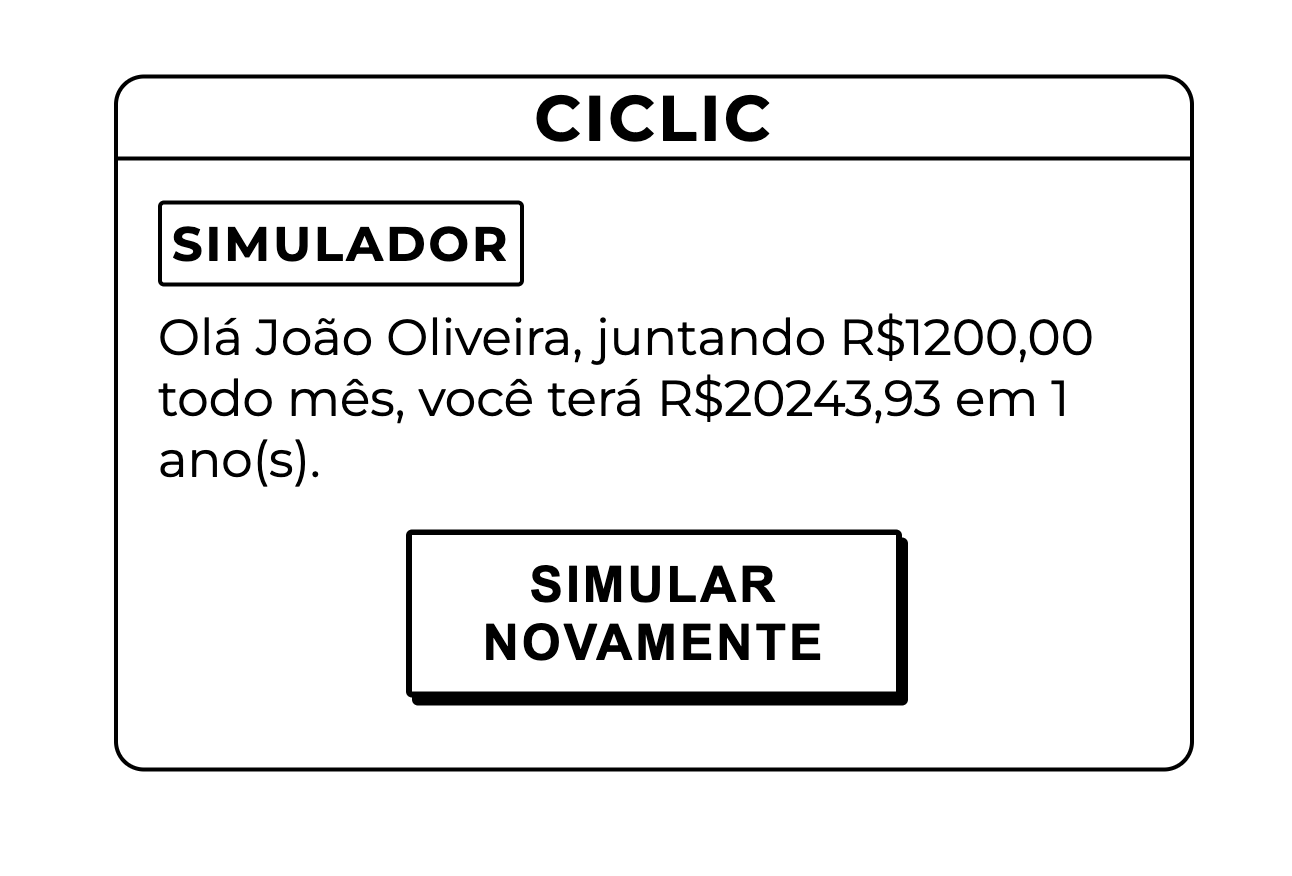 CICLIC
SIMULADOR
Olá João Oliveira, juntando R$1200,00
todo mês, você terá R$20243,93 em 1
ano(s).
SIMULAR
NOVAMENTE